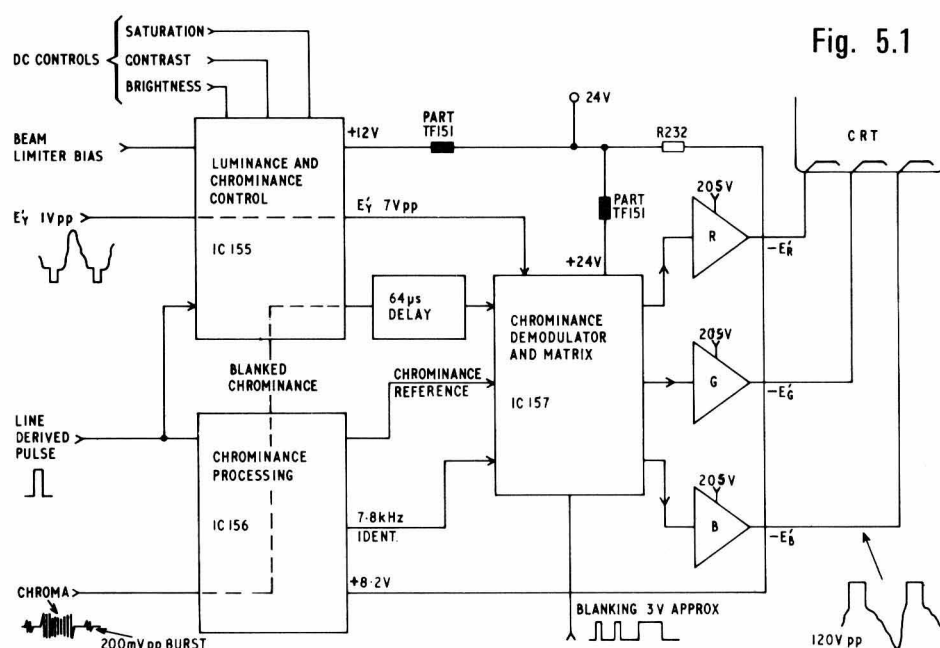 Fig. 5.1
SATURATION
DC CONTROLS
CONTRAST
BRIGHTNESS
24V
PART
TF151
R232
CRT
+12V
BEAM
LIMITER BIAS
LUMINANCE AND
CHROMINANCE
CONTROL
PART
TF151
205V
R
E'Y 1V pp
E'Y 7Vpp
-E'R
IC 155
+24V
64µs
DELAY
CHROMINANCE
DEMODULATOR
AND MATRIX
205V
G
BLANKED
CHROMINANCE
CHROMINANCE
REFERENCE
IC 157
-E'G
LINE
DERIVED
PULSE
CHROMINANCE
PROCESSING
205V
B
IC 156
7·8kHz
IDENT.
-E'B
+8·2V
CHROMA
BLANKING 3V APPROX
200mV pp BURST
120V pp